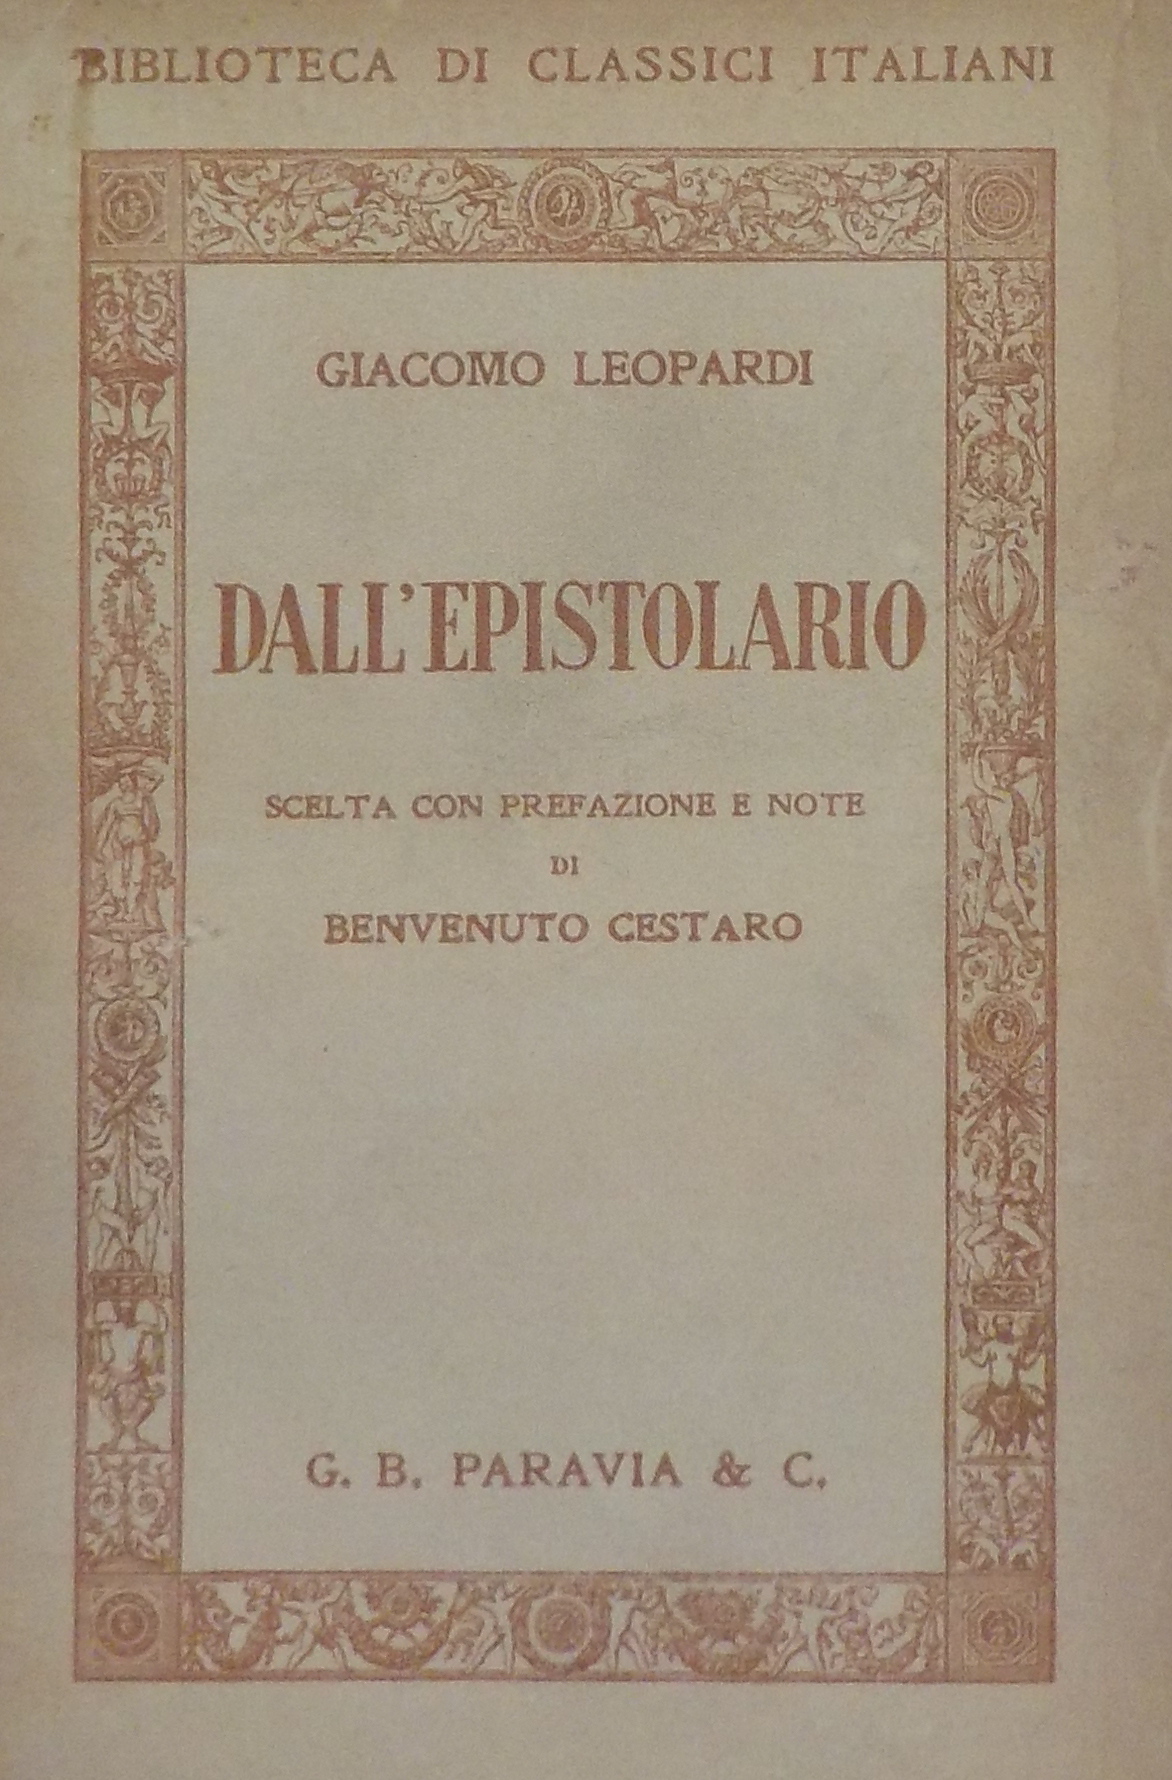 BIBLIOTECA DI CLASSICI ITALIANI
GIACOMO LEOPARDI
DALL'EPISTOLARIO
SCELTA CON PREFAZIONE E NOTE
DI
BENVENUTO CESTARO
G. B. PARAVIA & C.